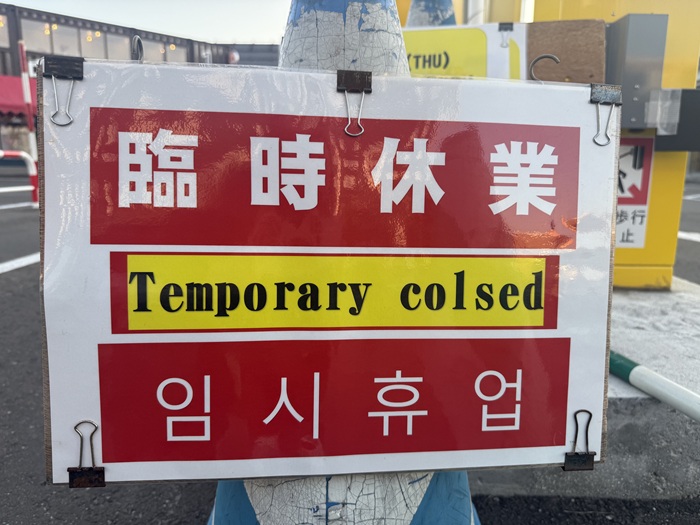 (THU)
臨時休業
Temporary colsed
임시휴업
歩行
止